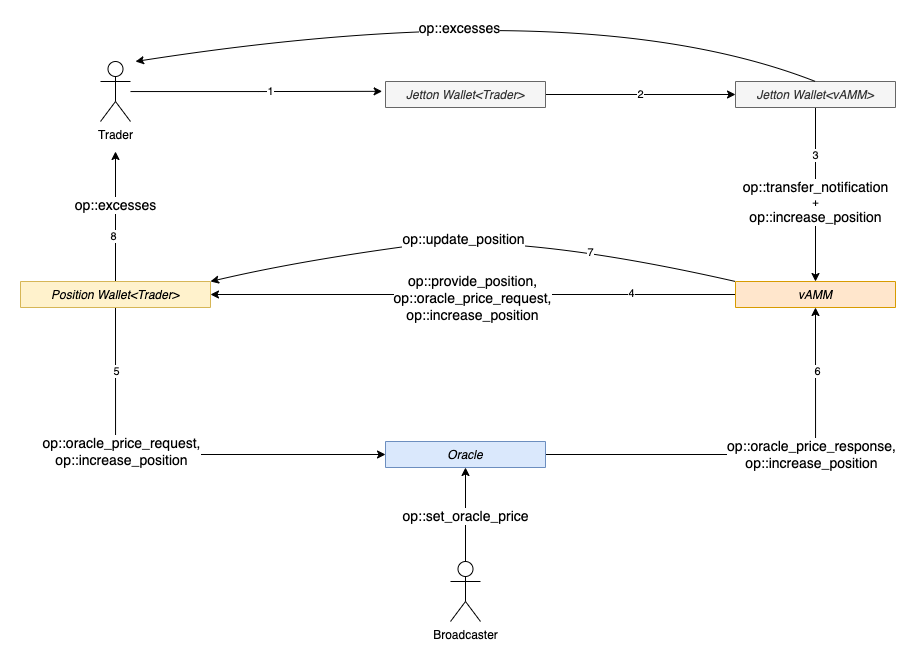 op::excesses
1
Jetton Wallet<Trader>
2
Jetton Wallet<vAMM>
Trader
3
op::transfer_notification
+
op::increase_position
op::excesses
8
op::update_position
7
Position Wallet<Trader>
op::provide_position,
op::oracle_price_request,
op::increase_position
4
vAMM
5
6
op::oracle_price_request,
op::increase_position
Oracle
op::oracle_price_response,
op::increase_position
op::set_oracle_price
Broadcaster